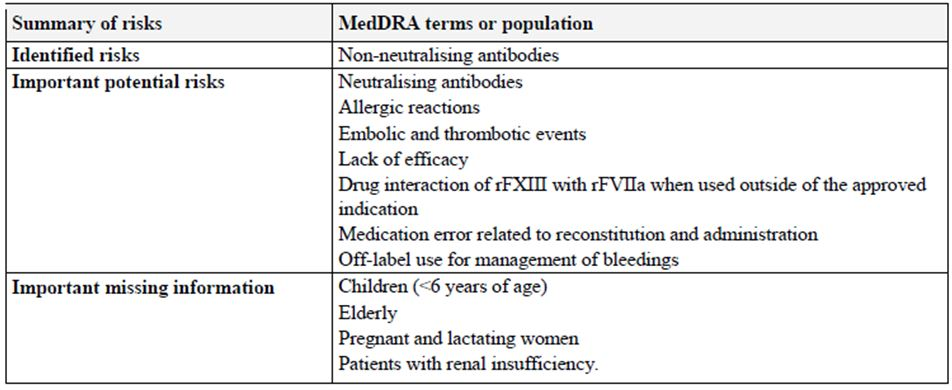 Summary of risks MedDRA terms or population
Identified risks Non-neutralising antibodies
Important potential risks Neutralising antibodies
Allergic reactions
Embolic and thrombotic events
Lack of efficacy
Drug interaction of rFXIII with rFVIIa when used outside of the approved
indication
Medication error related to reconstitution and administration
Off-label use for management of bleedings
Important missing information Children (<6 years of age)
Elderly
Pregnant and lactating women
Patients with renal insufficiency.